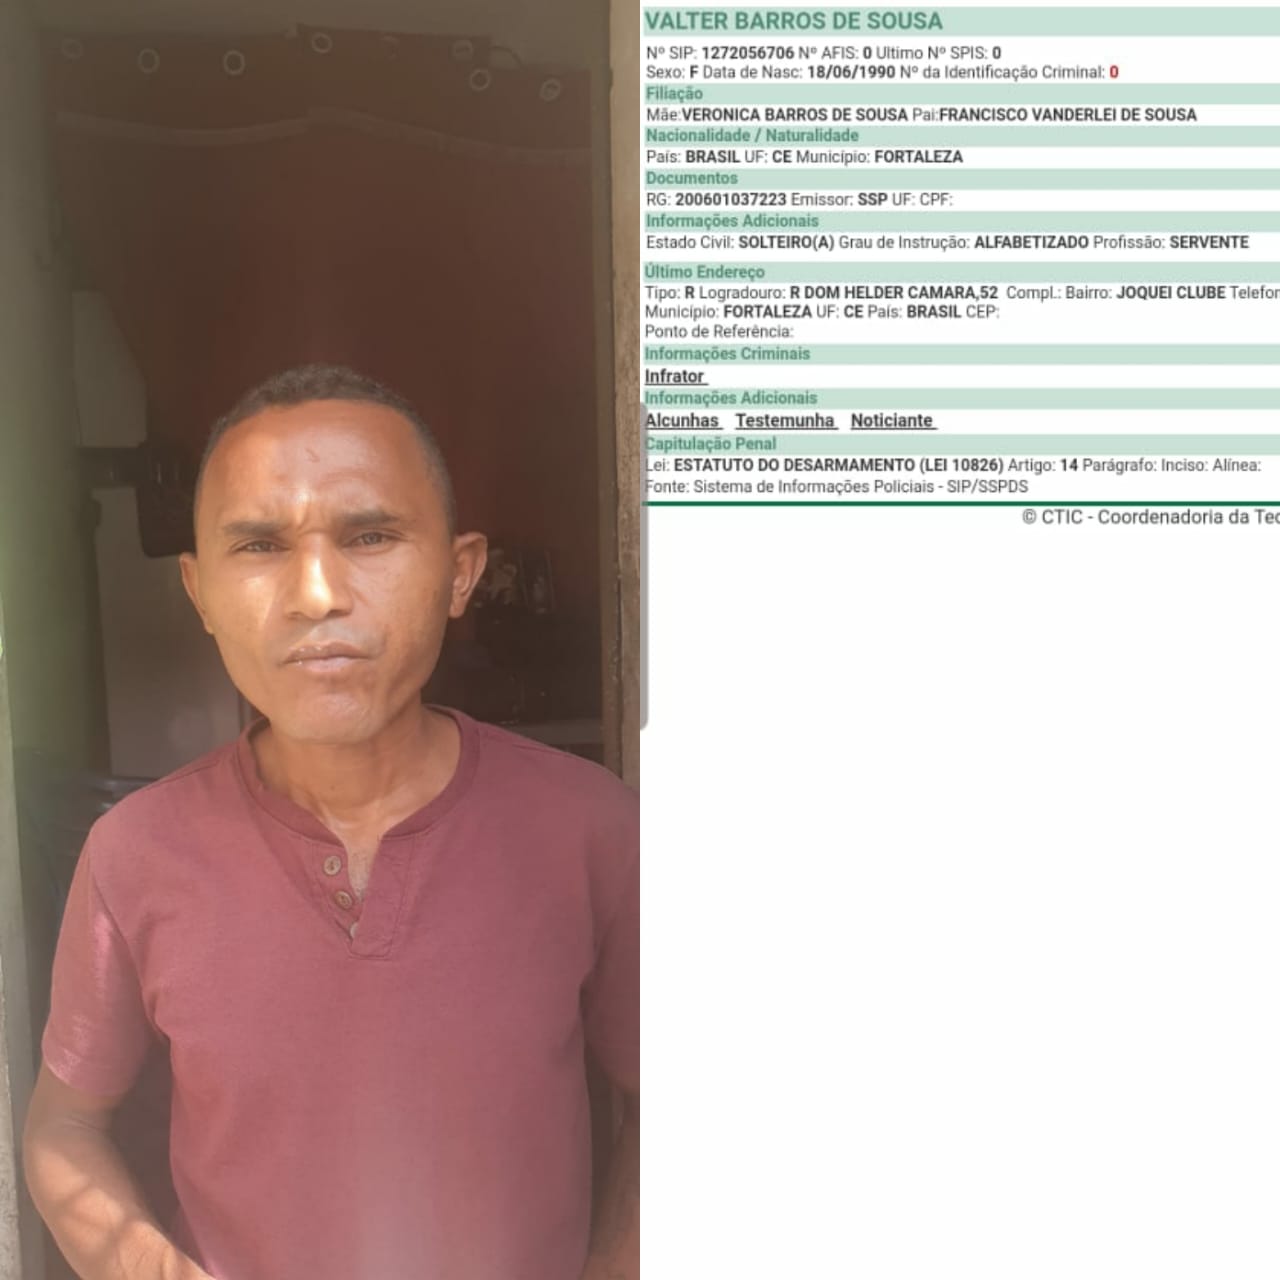 VALTER BARROS DE SOUSA
Nº SIP: 1272056706 Nº AFIS: 0 Ultimo Nº SPIS: 0
Sexo: F Data de Nasc: 18/06/1990 Nº da Identificação Criminal: 0
Filiação
Mãe:VERONICA BARROS DE SOUSA Pai:FRANCISCO VANDERLEI DE SOUSA
Nacionalidade / Naturalidade
País: BRASIL UF: CE Município: FORTALEZA
Documentos
RG: 200601037223 Emissor: SSP UF: CPF:
Informações Adicionais
Estado Civil: SOLTEIRO(A) Grau de Instrução: ALFABETIZADO Profissão: SERVENTE
Último Endereço
Tipo: R Logradouro: R DOM HELDER CAMARA,52 Compl.: Bairro: JOQUEI CLUBE Telefon
Município: FORTALEZA UF: CE País: BRASIL CEP:
Ponto de Referência:
Informações Criminais
Infrator
Informações Adicionais
Alcunhas Testemunha Noticiante
Capitulação Penal
Lei: ESTATUTO DO DESARMAMENTO (LEI 10826) Artigo: 14 Parágrafo: Inciso: Alínea:
Fonte: Sistema de Informações Policiais - SIP/SSPDS
© CTIC - Coordenadoria da Tec